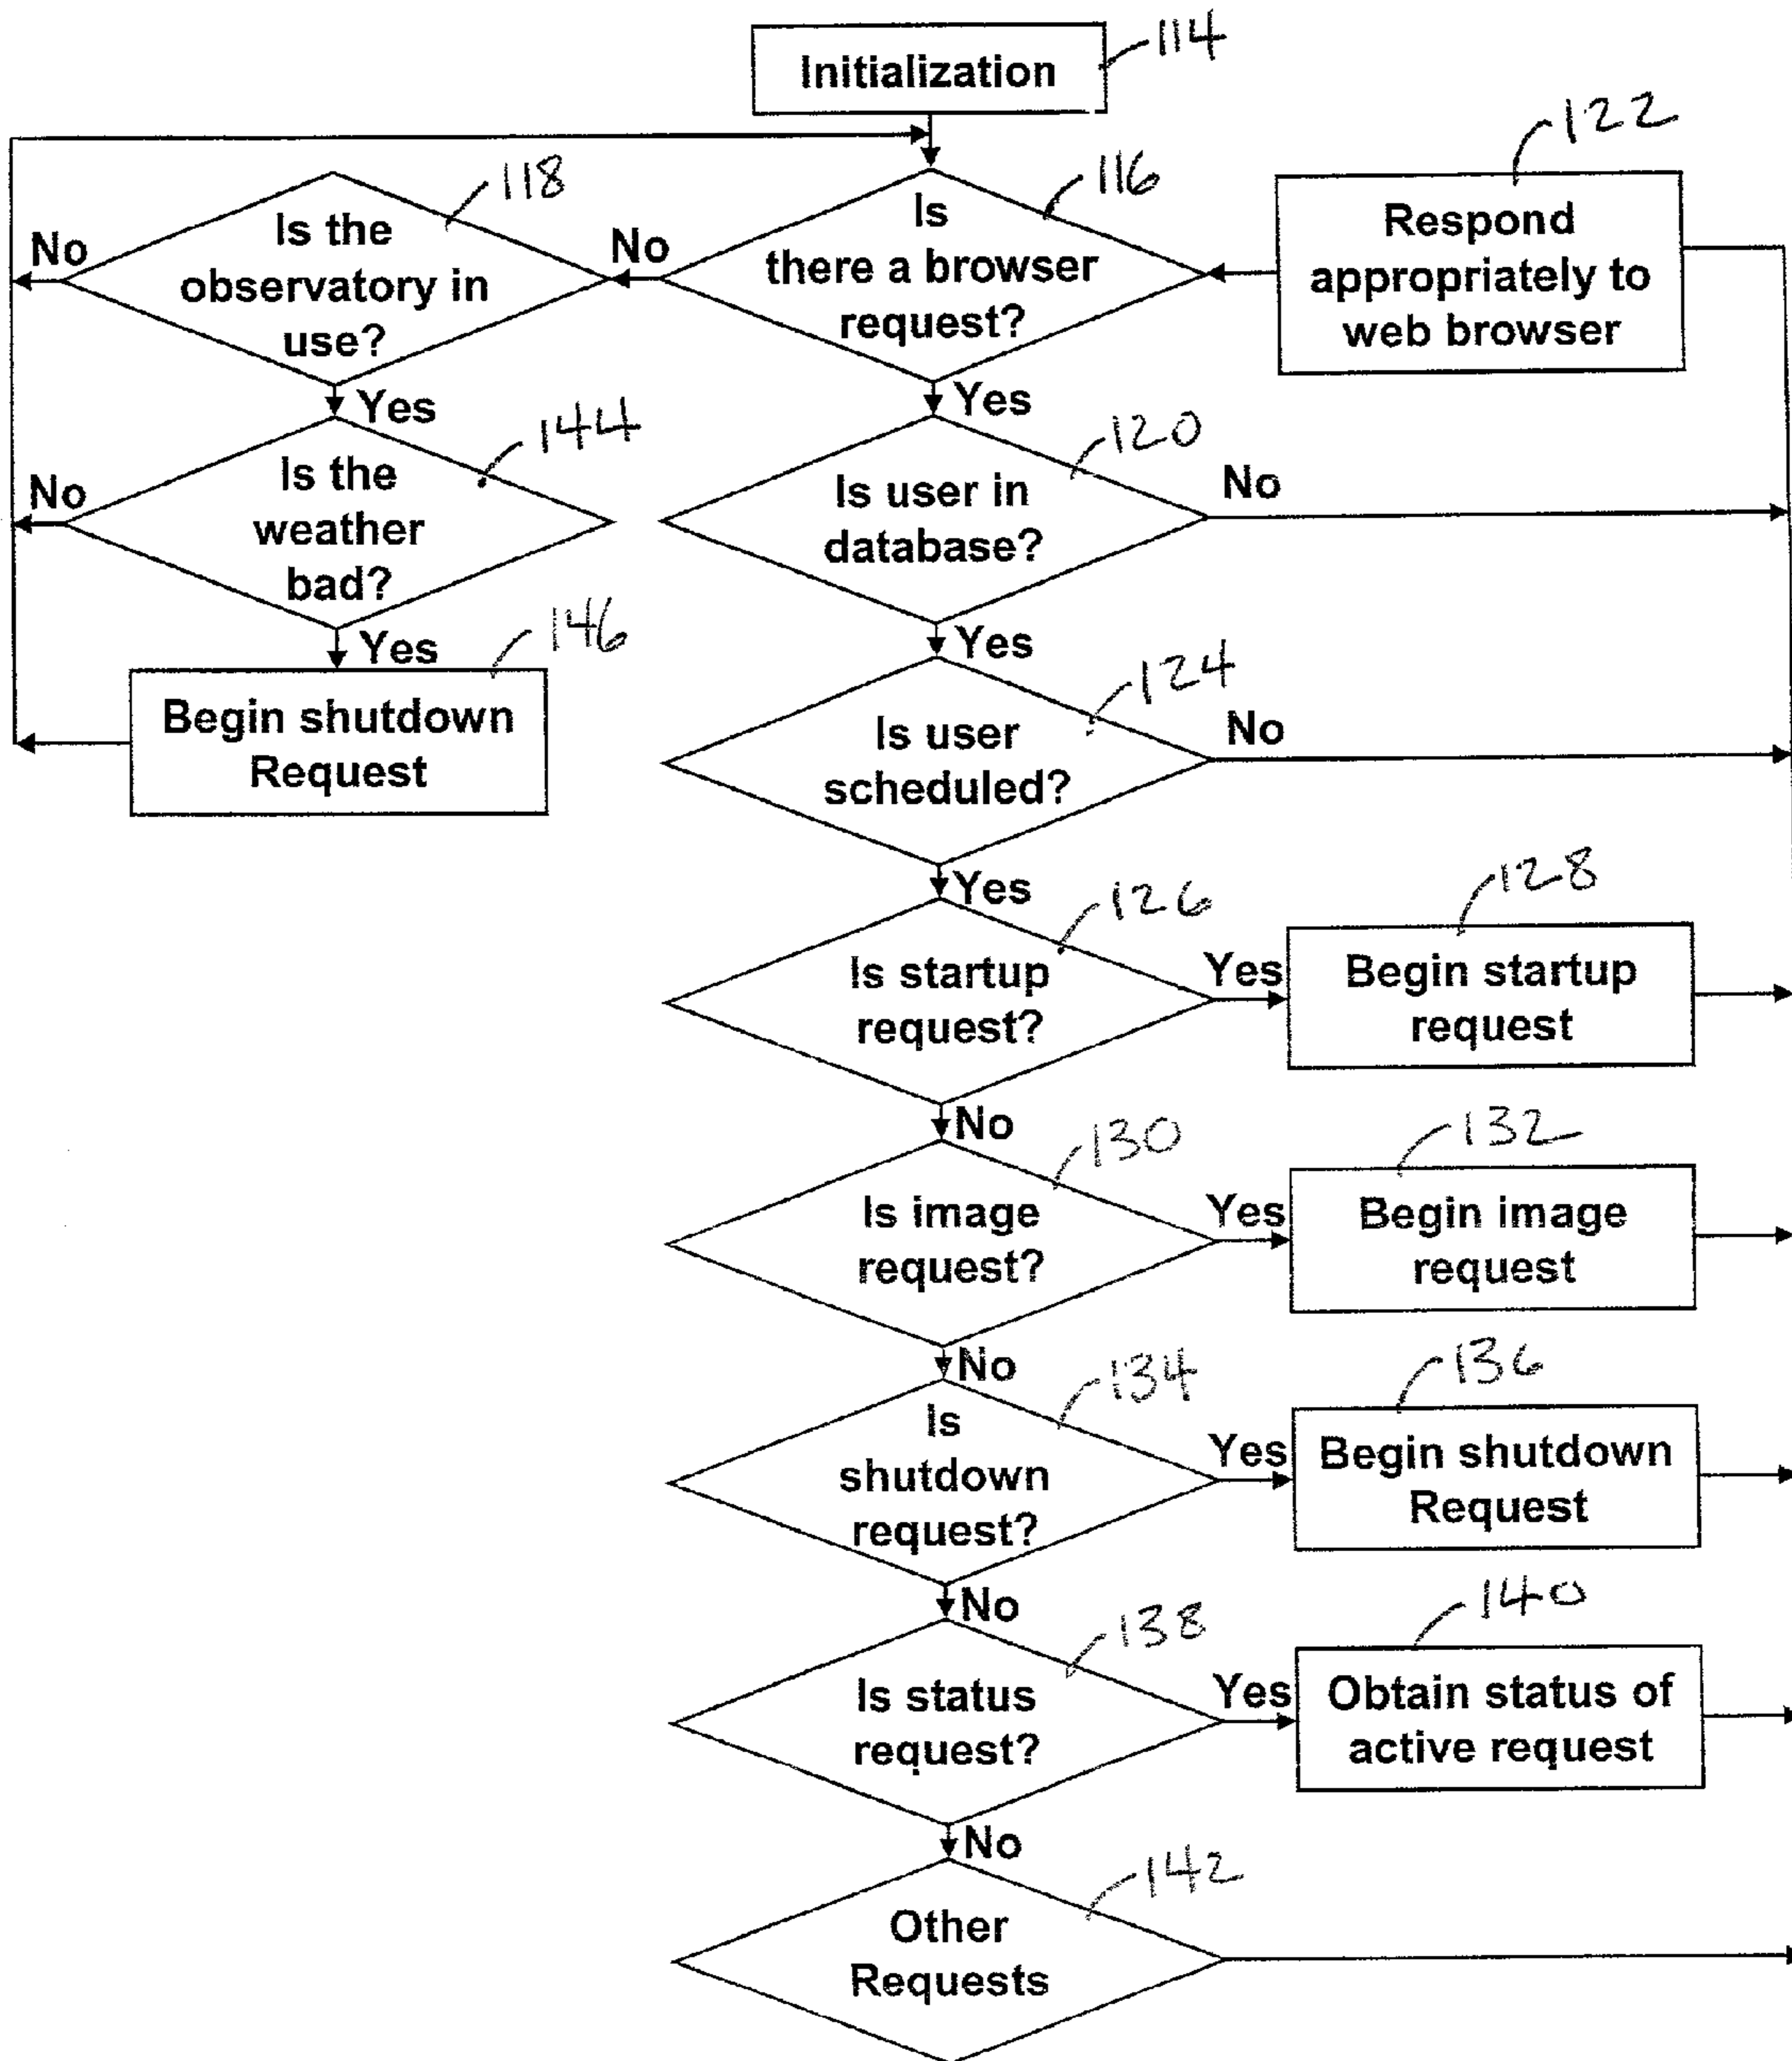 Initialization
114
Is the
observatory in
use?
118
No
Is
there a browser
request?
116
No
Respond
appropriately to
web browser
122
Yes
Yes
Is the
weather
bad?
144
No
Is user in
database?
120
No
Yes
Yes
Begin shutdown
Request
146
Is user
scheduled?
124
No
Yes
Is startup
request?
126
Yes
Begin startup
request
128
No
Is image
request?
130
Yes
Begin image
request
132
No
Is
shutdown
request?
134
Yes
Begin shutdown
Request
136
No
Is status
request?
138
Yes
Obtain status of
active request
140
No
Other
Requests
142